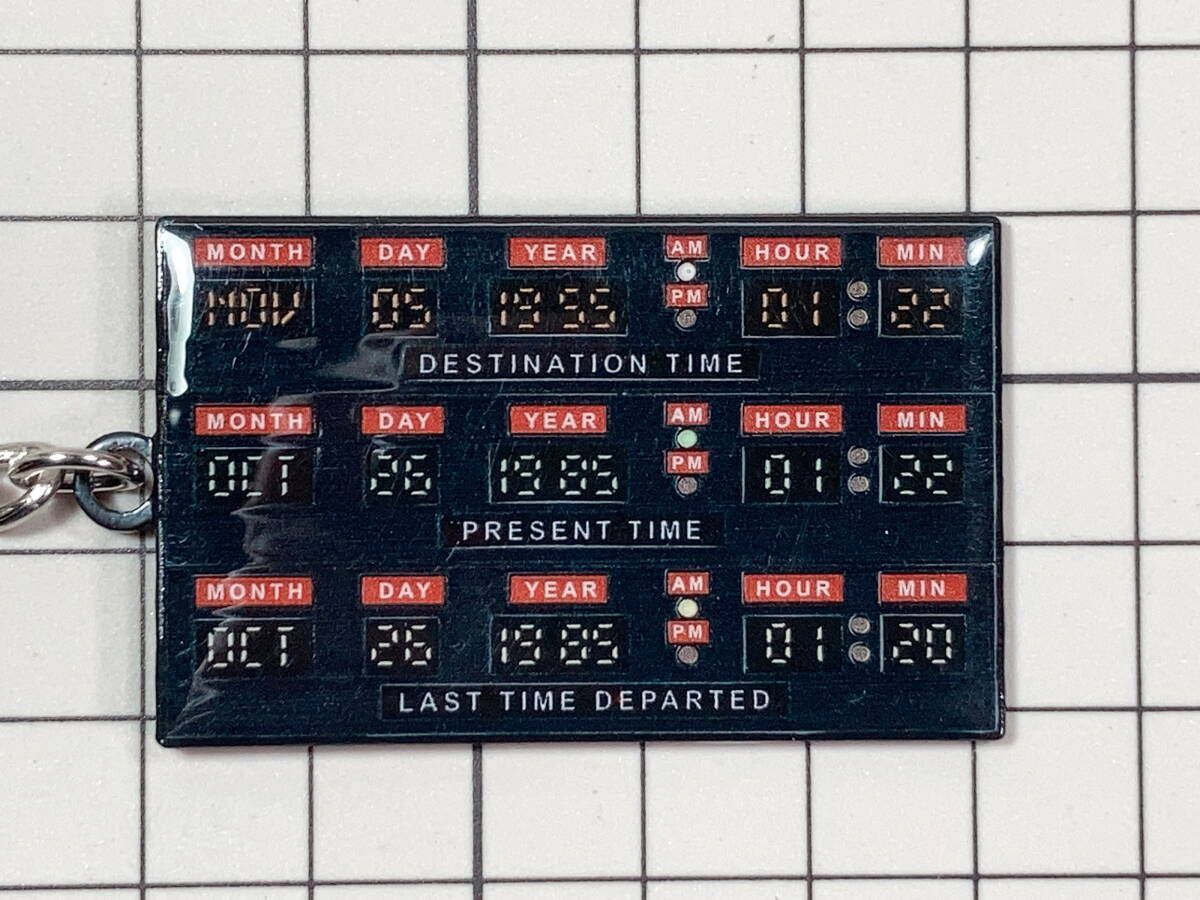 MONTH DAY YEAR AM HOUR MIN
NOV 05 1955 PM 01 22
DESTINATION TIME
MONTH DAY YEAR AM HOUR MIN
OCT 26 1985 PM 01 22
PRESENT TIME
MONTH DAY YEAR AM HOUR MIN
OCT 26 1985 PM 01 20
LAST TIME DEPARTED